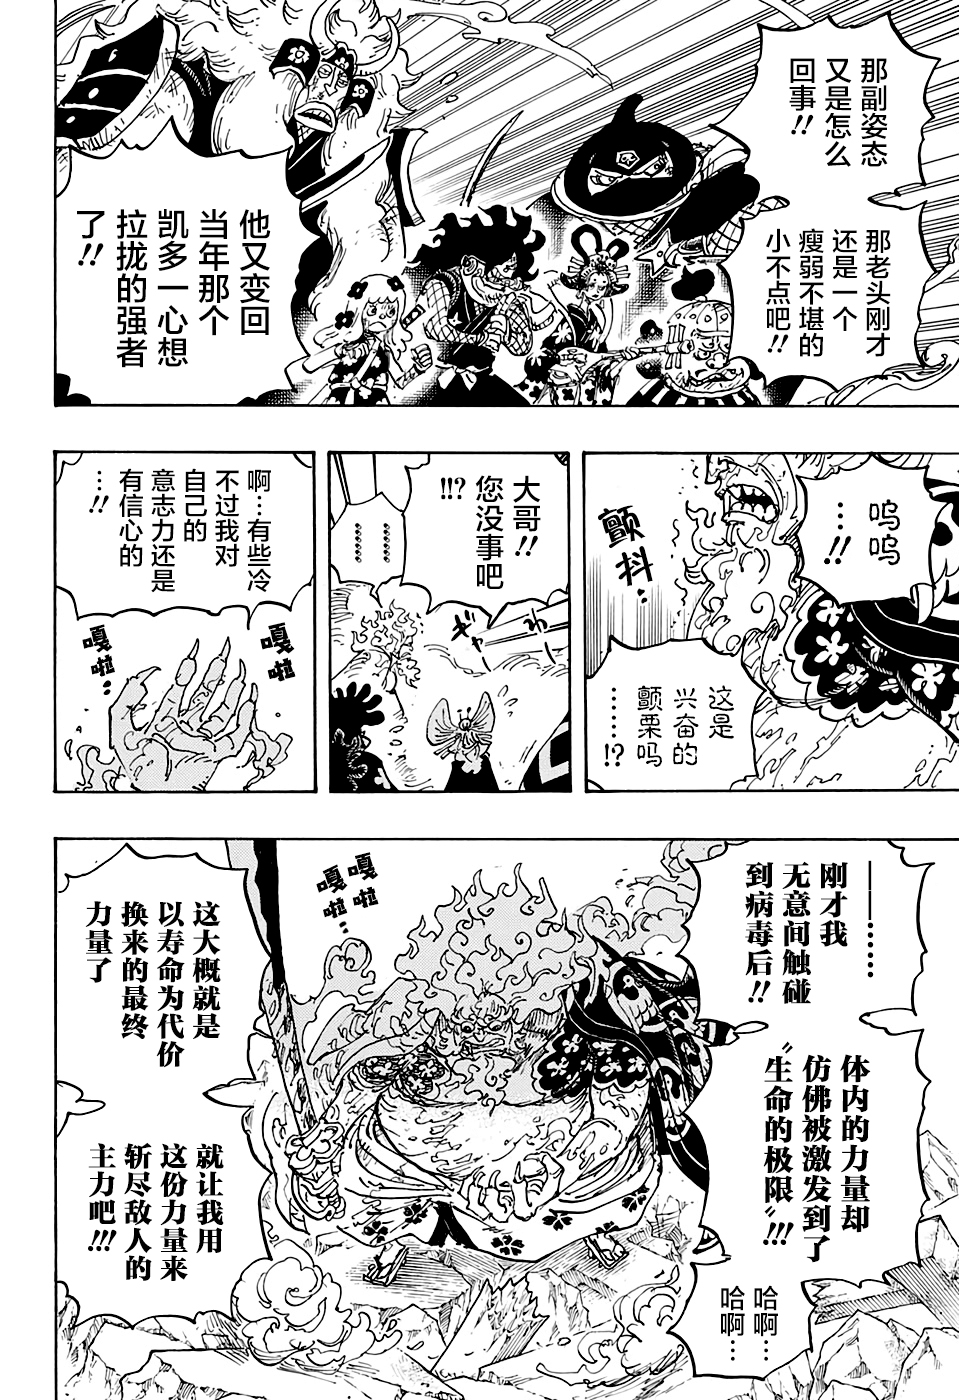 那副姿态
又是怎么
回事!!
那老头刚才
还是一个
瘦弱不堪的
小不点吧!!
他又变回
当年那个
凯多一心想
拉拢的强者
了!!
呜呜
…!!
颤抖…
这是
兴奋的
颤栗吗
……!?
大哥!!
您没事吧
!!?
……
……
ギギ
啊…有些冷
不过我对
自己的
意志力还是
有信心的
…!!
嘎啦…
嘎啦…
——……
刚才我
无意间触碰
到病毒后!!
体内的力量却
仿佛被激发到了
〝生命的极限〞!!!
哈啊…
哈啊…
嘎啦…
嘎啦…
这大概就是
以寿命为代价
换来的最终
力量了
就让我用
这份力量来
斩尽敌人的
主力吧!!!